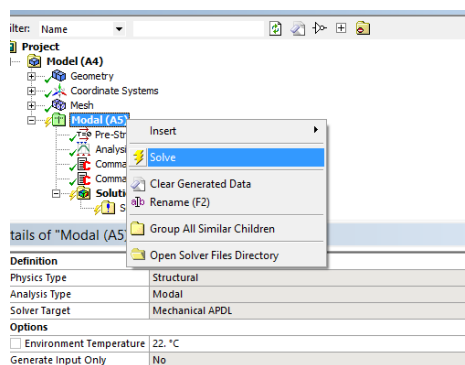 ilter: Name
Project
Model (A4)
Geometry
Coordinate Systems
Mesh
Modal (A5)
Pre-Str
Analysi
Comma
Comma
Solutio
S
Insert
Solve
Clear Generated Data
Rename (F2)
Group All Similar Children
Open Solver Files Directory
tails of "Modal (A5)
Definition
Physics Type Structural
Analysis Type Modal
Solver Target Mechanical APDL
Options
Environment Temperature 22. °C
Generate Input Only No